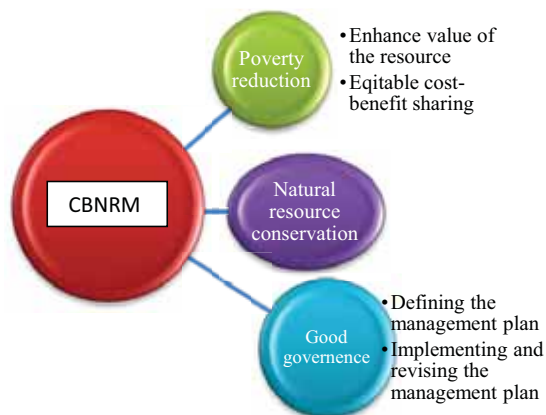 Poverty
reduction
•Enhance value of
the resource
•Eqitable cost-
benefit sharing
CBNRM
Natural
resource
conservation
Good
governence
•Defining the
management plan
•Implementing and
revising the
management plan